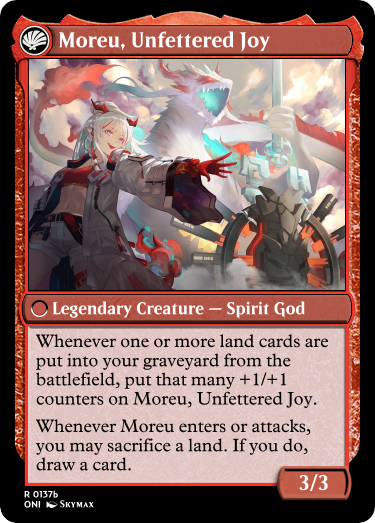 Moreu, Unfettered Joy
Legendary Creature — Spirit God
Whenever one or more land cards are
put into your graveyard from the
battlefield, put that many +1/+1
counters on Moreu, Unfettered Joy.
Whenever Moreu enters or attacks,
you may sacrifice a land. If you do,
draw a card.
3/3
R 0137b
ONI Skymax